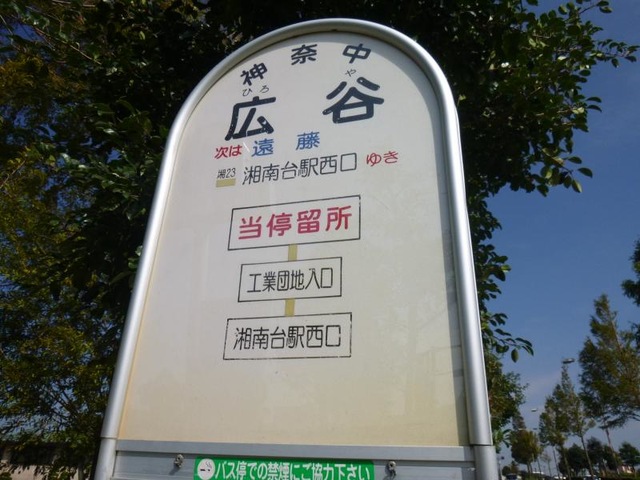 神奈中
ひろ や
広谷
次は 遠藤
湘23 湘南台駅西口 ゆき
当停留所
工業団地入口
湘南台駅西口
バス停での禁煙にご協力下さい